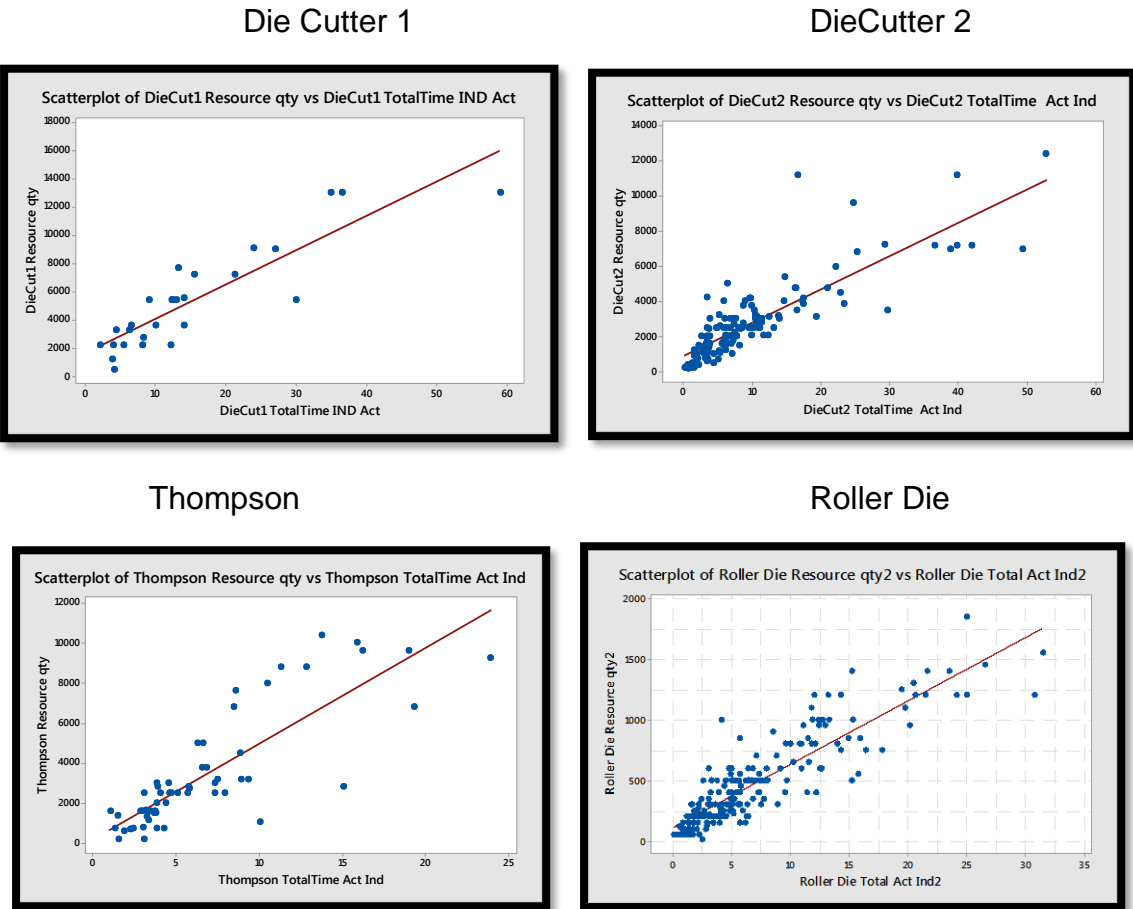 Die Cutter 1
DieCutter 2
Scatterplot of DieCut1 Resource qty vs DieCut1 TotalTime IND Act
18000
16000
14000
12000
10000
8000
6000
4000
2000
0
DieCut1 Resource qty
0 10 20 30 40 50 60
DieCut1 TotalTime IND Act
Scatterplot of DieCut2 Resource qty vs DieCut2 TotalTime Act Ind
14000
12000
10000
8000
6000
4000
2000
0
DieCut2 Resource qty
0 10 20 30 40 50 60
DieCut2 TotalTime Act Ind
Thompson
Roller Die
Scatterplot of Thompson Resource qty vs Thompson TotalTime Act Ind
12000
10000
8000
6000
4000
2000
0
Thompson Resource qty
0 5 10 15 20 25
Thompson TotalTime Act Ind
Scatterplot of Roller Die Resource qty2 vs Roller Die Total Act Ind2
2000
1500
1000
500
0
Roller Die Resource qty2
0 5 10 15 20 25 30 35
Roller Die Total Act Ind2